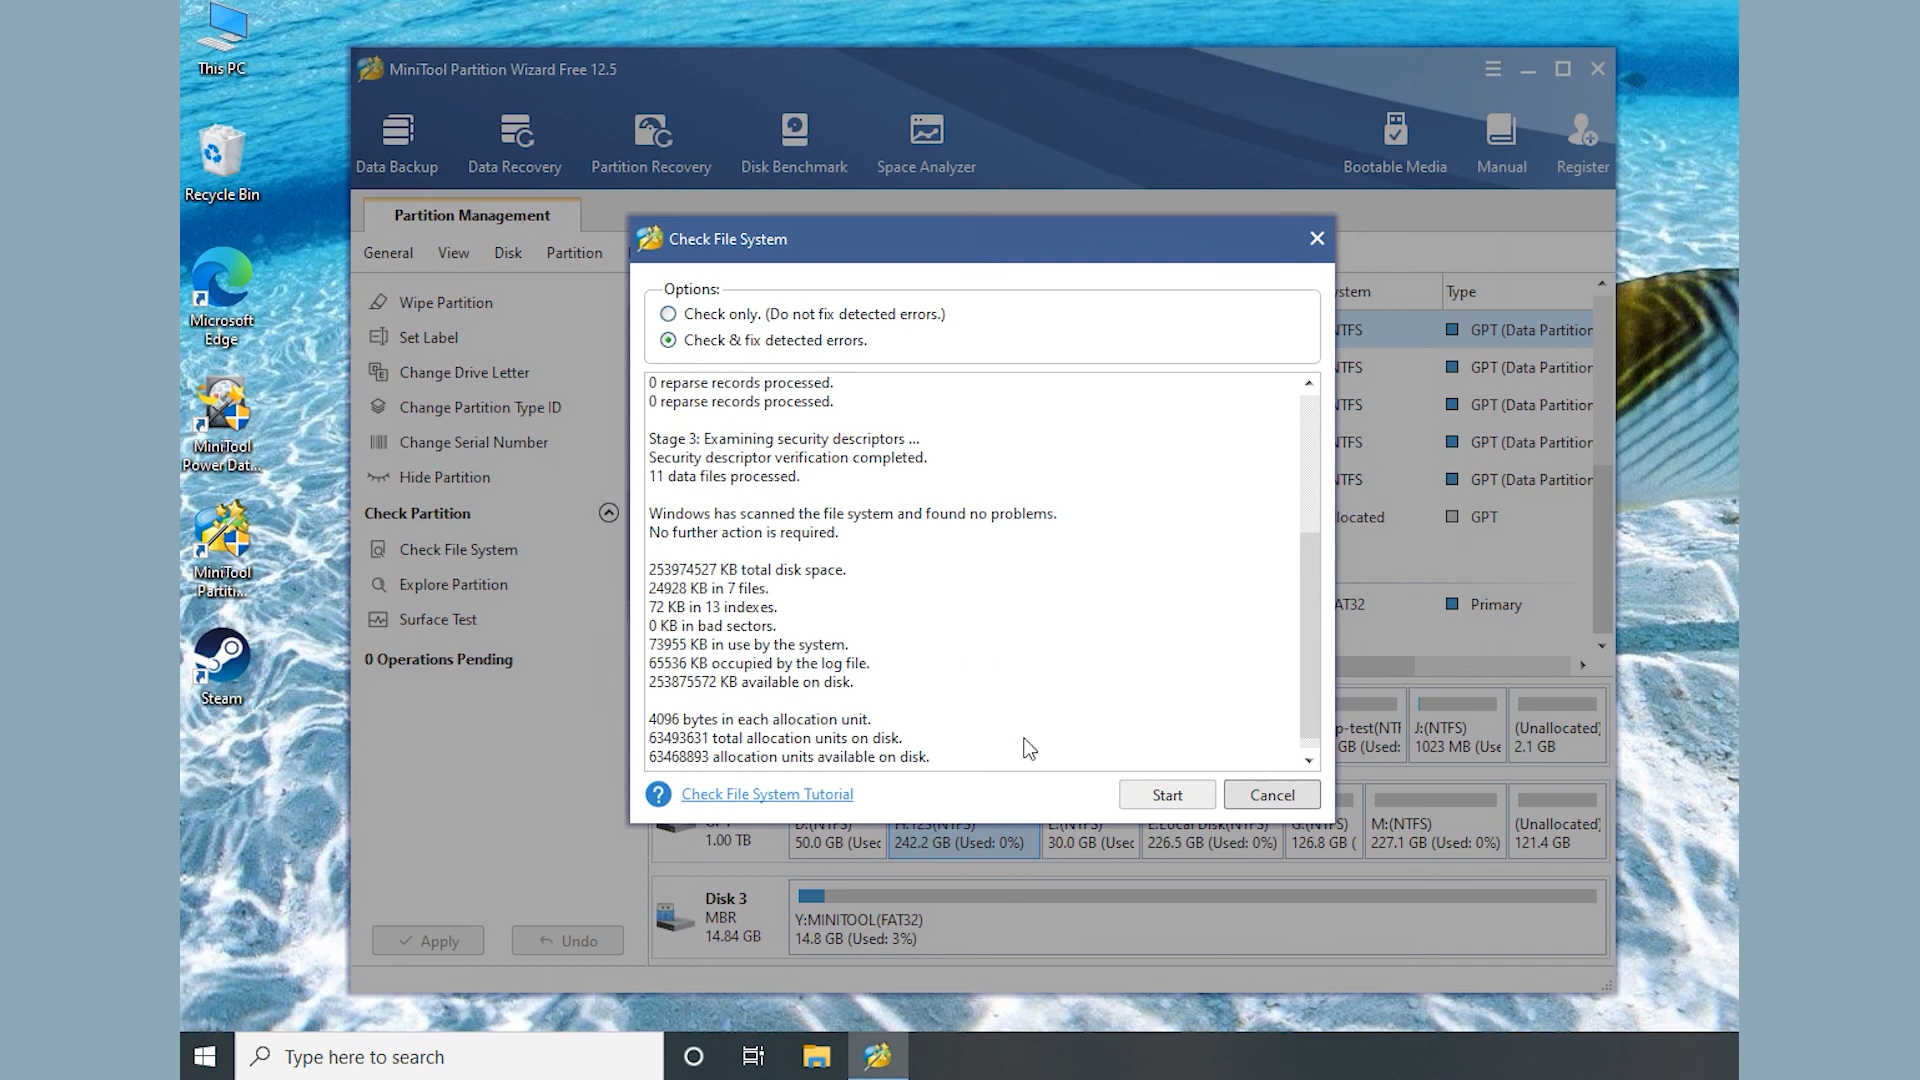 This PC
Recycle Bin
Microsoft
Edge
MiniTool
Power Dat...
MiniTool
Partiti...
Steam
MiniTool Partition Wizard Free 12.5
Data Backup
Data Recovery
Partition Recovery
Disk Benchmark
Space Analyzer
Bootable Media
Manual
Register
Partition Management
General
View
Disk
Partition
Wipe Partition
Set Label
Change Drive Letter
Change Partition Type ID
Change Serial Number
Hide Partition
Check Partition
Check File System
Explore Partition
Surface Test
0 Operations Pending
Apply
Undo
Check File System
Options:
Check only. (Do not fix detected errors.)
Check & fix detected errors.
0 reparse records processed.
0 reparse records processed.
Stage 3: Examining security descriptors ...
Security descriptor verification completed.
11 data files processed.
Windows has scanned the file system and found no problems.
No further action is required.
253974527 KB total disk space.
24928 KB in 7 files.
72 KB in 13 indexes.
0 KB in bad sectors.
73955 KB in use by the system.
65536 KB occupied by the log file.
253875572 KB available on disk.
4096 bytes in each allocation unit.
63493631 total allocation units on disk.
63468893 allocation units available on disk.
Check File System Tutorial
Start
Cancel
Type
GPT (Data Partition
GPT (Data Partition
GPT (Data Partition
GPT (Data Partition
GPT (Data Partition
GPT
Primary
p-test(NTF
GB (Used:
J:(NTFS)
1023 MB (Use
(Unallocated)
2.1 GB
1.00 TB
50.0 GB (Usec
242.2 GB (Used: 0%)
30.0 GB (Usec
226.5 GB (Used: 0%)
126.8 GB (
M:(NTFS)
227.1 GB (Used: 0%)
(Unallocated)
121.4 GB
Disk 3
MBR
14.84 GB
Y:MINITOOL(FAT32)
14.8 GB (Used: 3%)
Type here to search